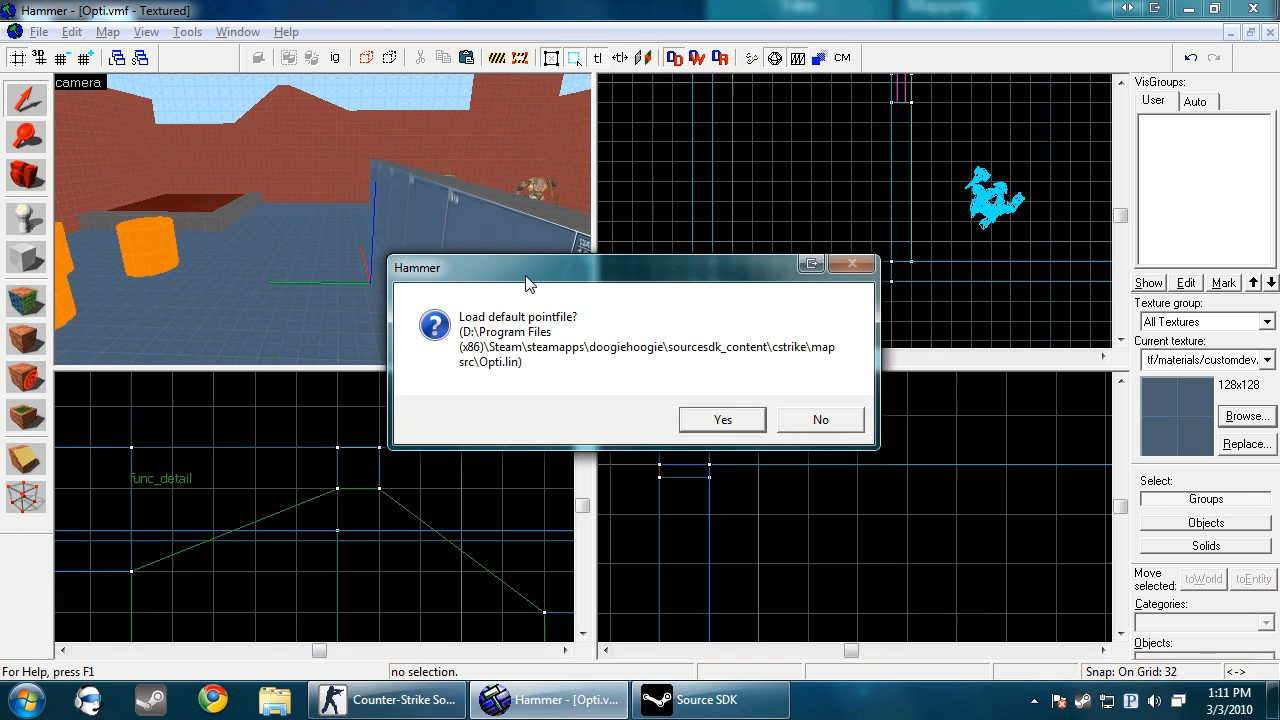 Hammer - [Opti.vmf - Textured]
File Edit Map View Tools Window Help
3D
ig
tl
CM
camera
VisGroups:
User Auto
Show Edit Mark
Texture group:
All Textures
Current texture:
tf/materials/customdev.
128x128
Browse...
Replace...
Select:
Groups
Objects
Solids
Move selected:
toWorld toEntity
Categories:
Objects:
Hammer
Load default pointfile?
(D:\Program Files
(x86)\Steam\steamapps\doogiehoogie\sourcesdk_content\cstrike\map
src\Opti.lin)
Yes No
func_detail
For Help, press F1
no selection.
Snap: On Grid: 32
<->
Counter-Strike So...
Hammer - [Opti.v...
Source SDK
1:11 PM
3/3/2010